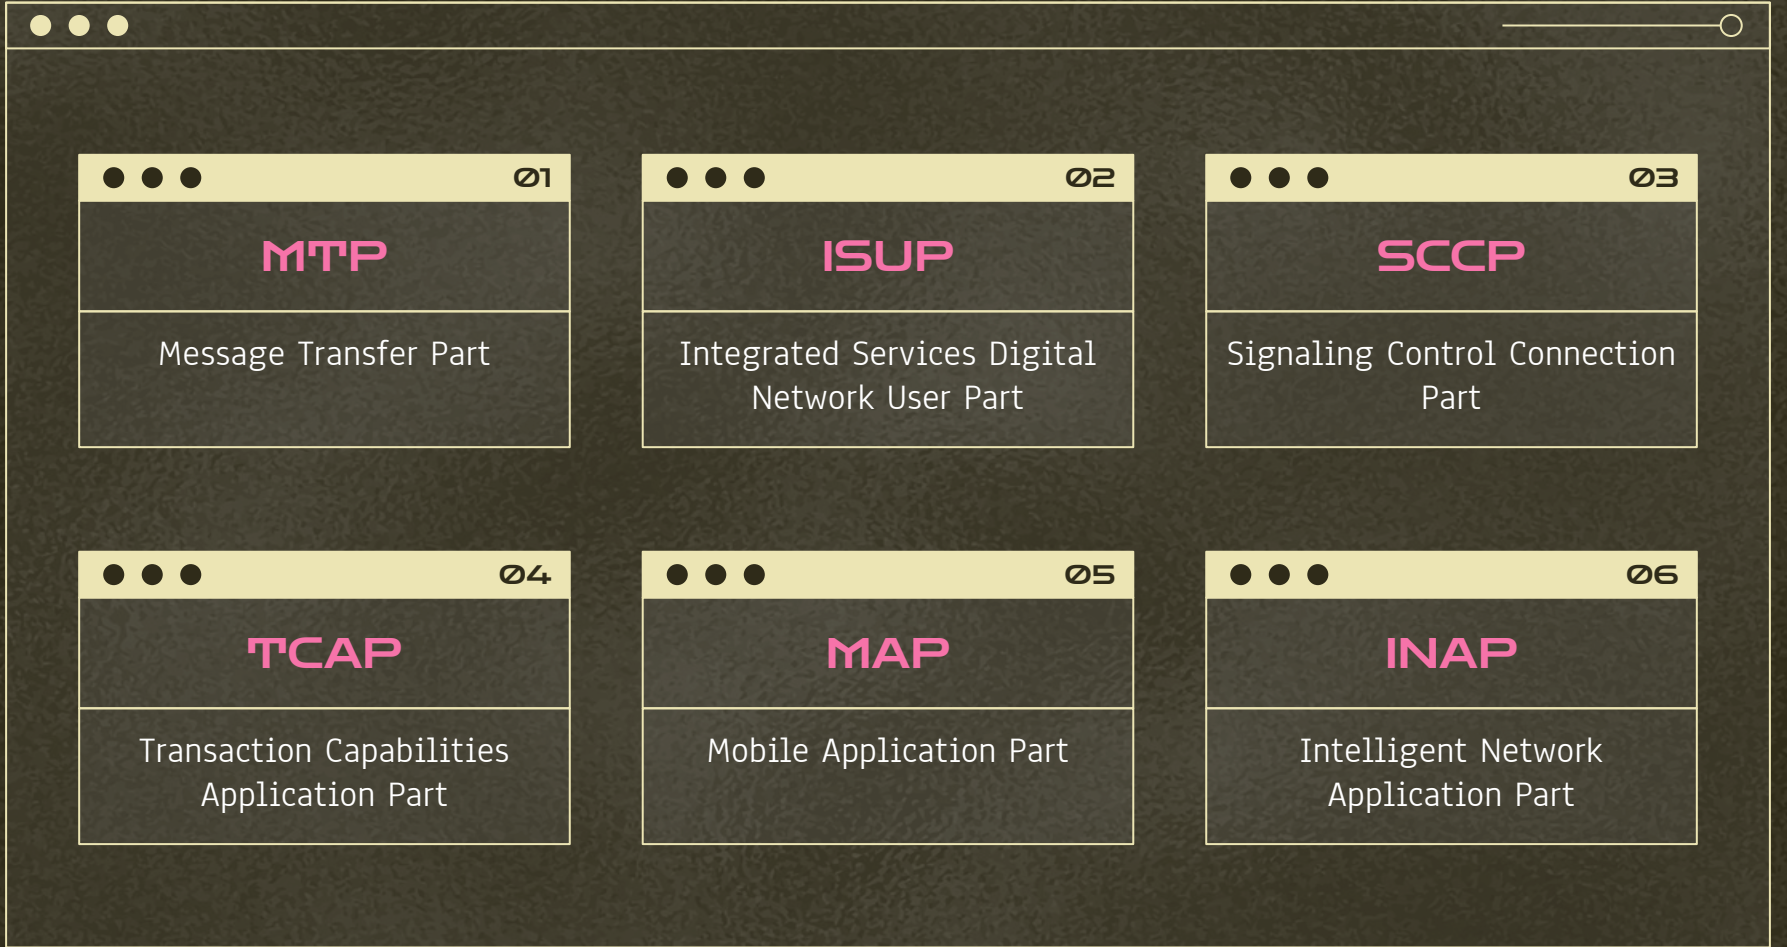 01
MTP
Message Transfer Part
02
ISUP
Integrated Services Digital
Network User Part
03
SCCP
Signaling Control Connection
Part
04
TCAP
Transaction Capabilities
Application Part
05
MAP
Mobile Application Part
06
INAP
Intelligent Network
Application Part